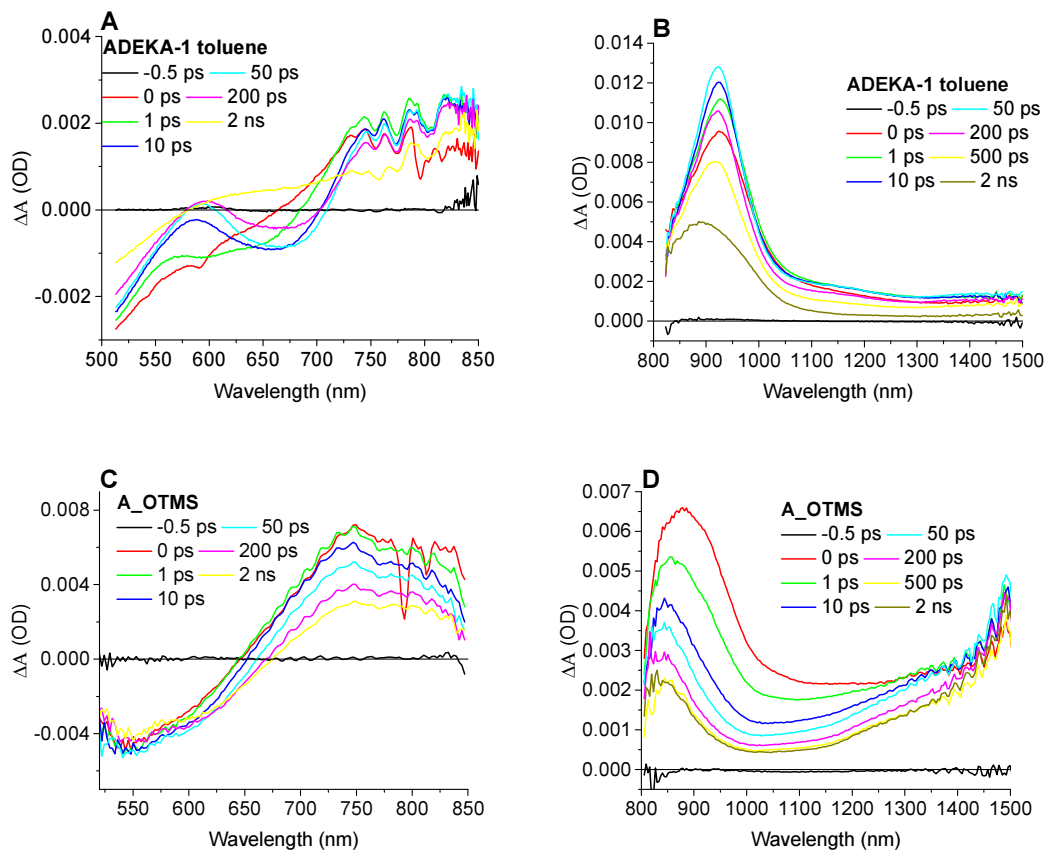 A
ADEKA-1 toluene
-0.5 ps 50 ps
0 ps 200 ps
1 ps 2 ns
10 ps
0.004
0.002
0.000
-0.002
ΔA (OD)
500 550 600 650 700 750 800 850
Wavelength (nm)
B
ADEKA-1 toluene
-0.5 ps 50 ps
0 ps 200 ps
1 ps 500 ps
10 ps 2 ns
0.014
0.012
0.010
0.008
0.006
0.004
0.002
0.000
ΔA (OD)
800 900 1000 1100 1200 1300 1400 1500
Wavelength (nm)
C
A_OTMS
-0.5 ps 50 ps
0 ps 200 ps
1 ps 2 ns
10 ps
0.008
0.004
0.000
-0.004
ΔA (OD)
550 600 650 700 750 800 850
Wavelength (nm)
D
A_OTMS
-0.5 ps 50 ps
0 ps 200 ps
1 ps 500 ps
10 ps 2 ns
0.007
0.006
0.005
0.004
0.003
0.002
0.001
0.000
ΔA (OD)
800 900 1000 1100 1200 1300 1400 1500
Wavelength (nm)